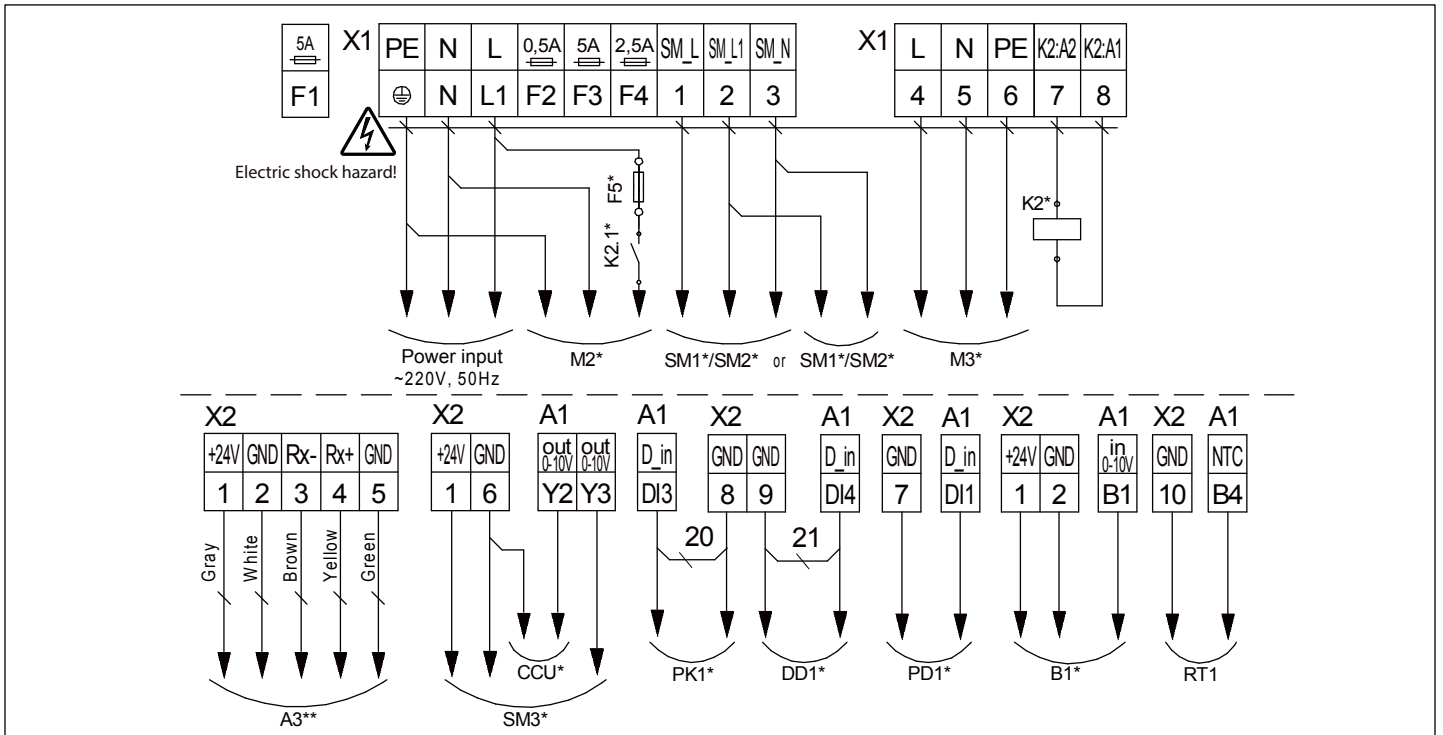 5A X1 PE N L 0,5A 5A 2,5A SM_L SM_L1 SM_N X1 L N PE K2:A2 K2:A1
F1 N L1 F2 F3 F4 1 2 3 4 5 6 7 8
Electric shock hazard!
F5*
K2.1*
K2*
Power input M2* SM1*/SM2* or SM1*/SM2* M3*
~220V, 50Hz
X2 X2 A1 A1 X2 A1 X2 A1 X2 A1 X2 A1
+24V GND Rx- Rx+ GND +24V GND out 0-10V out 0-10V D_in GND GND D_in GND D_in +24V GND in 0-10V GND NTC
1 2 3 4 5 1 6 Y2 Y3 DI3 8 9 DI4 7 DI1 1 2 B1 10 B4
20 21
Gray White Brown Yellow Green
CCU* PK1* DD1* PD1* B1* RT1
A3** SM3*